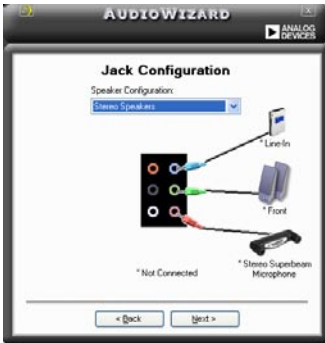 AUDIOWIZARD
ANALOG
DEVICES
Jack Configuration
Speaker Configuration:
Stereo Speakers
* Line-In
* Front
* Stereo Superbeam
Microphone
* Not Connected
< Back
Next >